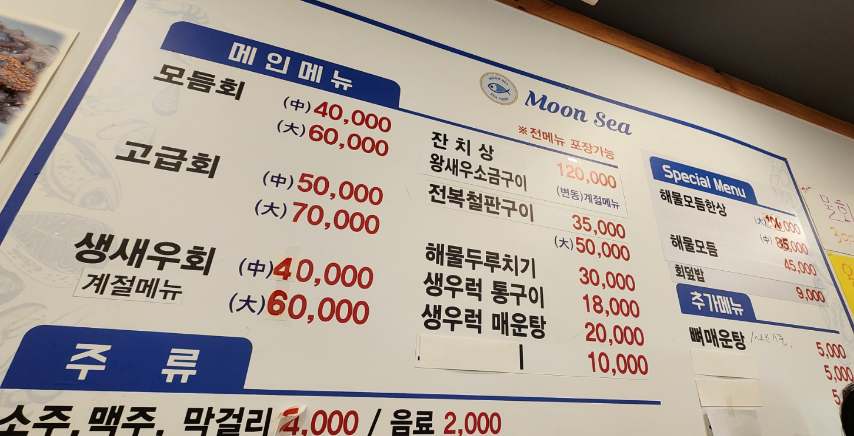 메인메뉴
모듬회
(中) 40,000
(大) 60,000
고급회
(中) 50,000
(大) 70,000
생새우회
계절메뉴
(中) 40,000
(大) 60,000
주 류
소주, 맥주, 막걸리 ,000 / 음료 2,000
Moon Sea
※전메뉴 포장가능
잔 치 상 120,000
왕새우소금구이 (변동)계절메뉴
전복철판구이 35,000
(大) 50,000
해물두루치기 30,000
생우럭 통구이 18,000
생우럭 매운탕 20,000
10,000
Special Menu
해물모듬한상
(大)
해물모듬 (中)
45,000
회덮밥 9,000
추가메뉴
뼈매운탕 5,000
5,000